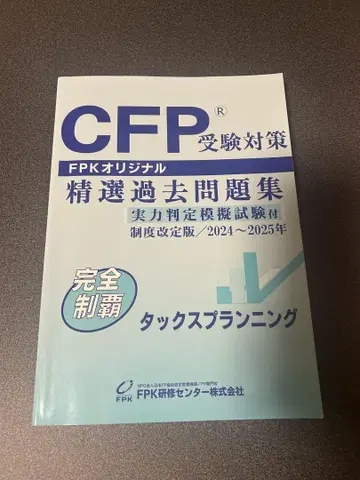 CFP® 受験対策
FPKオリジナル
精選過去問題集
実力判定模擬試験付
制度改定版／2024～2025年
完全
制覇
タックスプランニング
FPK
FPK研修センター株式会社